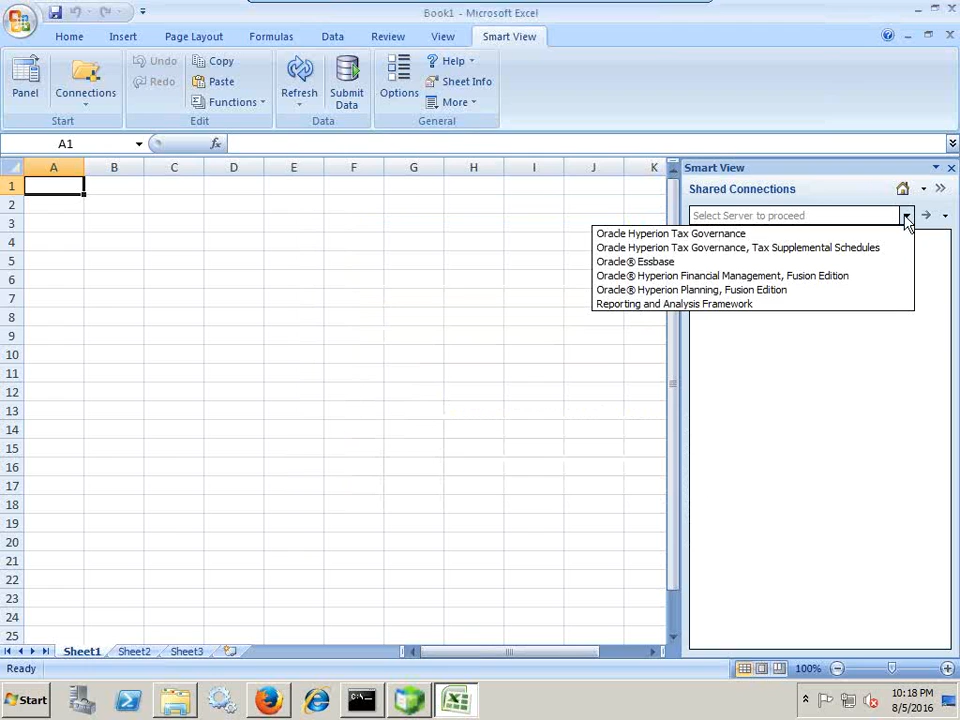 Book1 - Microsoft Excel
Home Insert Page Layout Formulas Data Review View Smart View
Panel
Connections
Start
Undo
Redo
Copy
Paste
Functions
Edit
Refresh
Submit
Data
Data
Options
Help
Sheet Info
More
General
A1
fx
Smart View
Shared Connections
Select Server to proceed
Oracle Hyperion Tax Governance
Oracle Hyperion Tax Governance, Tax Supplemental Schedules
Oracle® Essbase
Oracle® Hyperion Financial Management, Fusion Edition
Oracle® Hyperion Planning, Fusion Edition
Reporting and Analysis Framework
A B C D E F G H I J K
1
2
3
4
5
6
7
8
9
10
11
12
13
14
15
16
17
18
19
20
21
22
23
24
25
Sheet1 Sheet2 Sheet3
Ready
100%
Start
C:\.
10:18 PM
8/5/2016